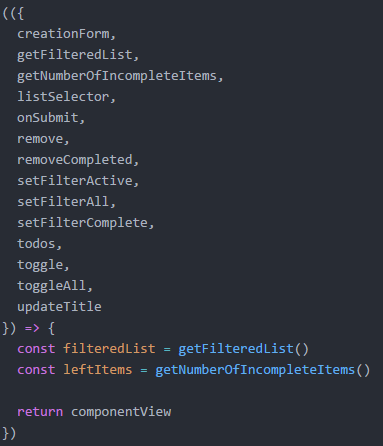 (({
  creationForm,
  getFilteredList,
  getNumberOfIncompleteItems,
  listSelector,
  onSubmit,
  remove,
  removeCompleted,
  setFilterActive,
  setFilterAll,
  setFilterComplete,
  todos,
  toggle,
  toggleAll,
  updateTitle
}) => {
  const filteredList = getFilteredList()
  const leftItems = getNumberOfIncompleteItems()

  return componentView
})